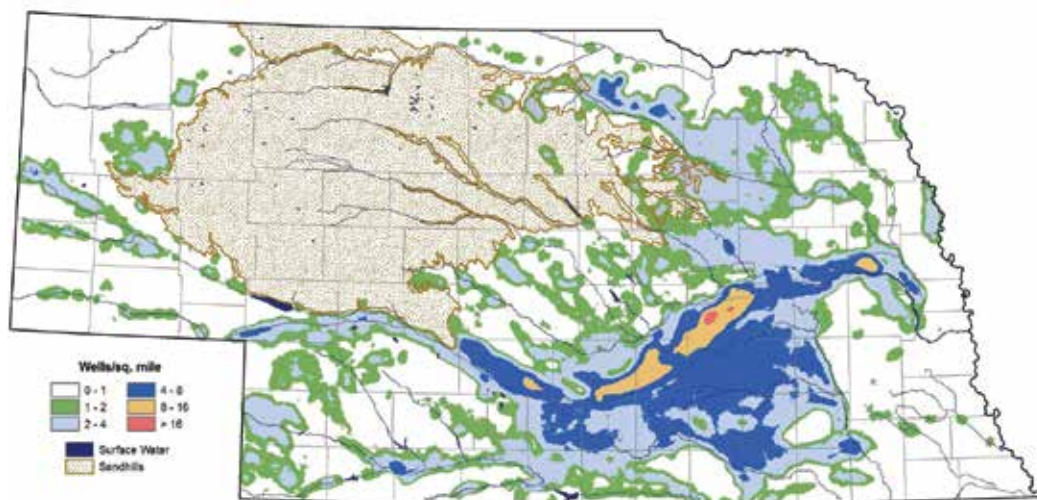 Wells/sq. mile
0 - 1
1 - 2
2 - 4
4 - 8
8 - 16
> 16
Surface Water
Sandhills